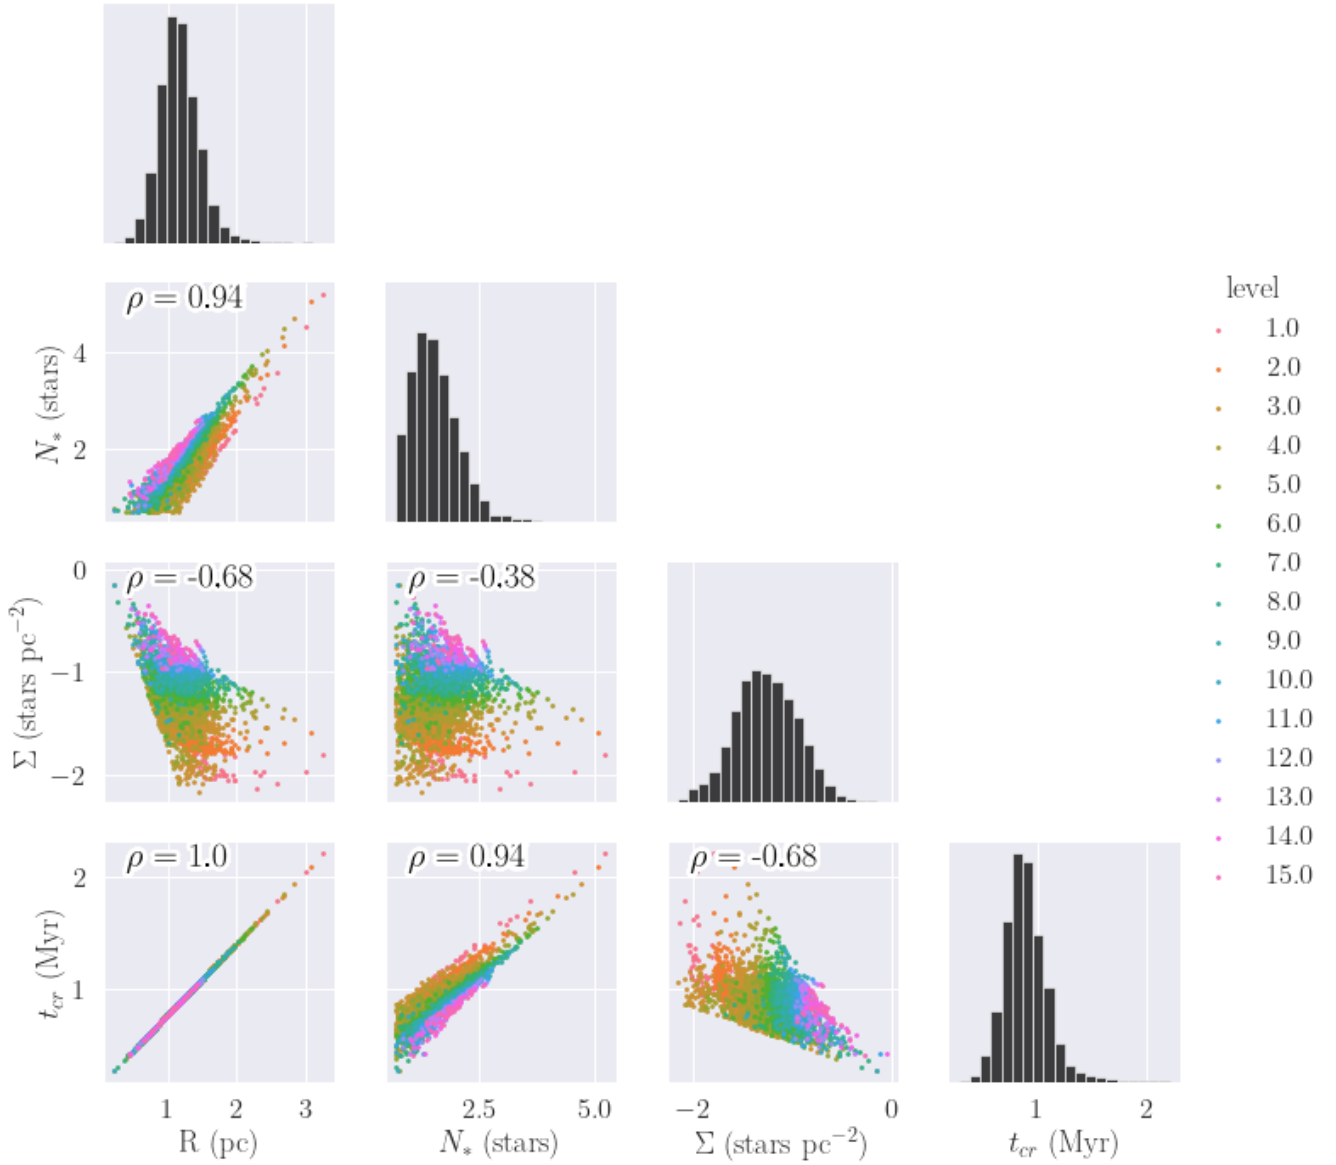 ρ = 0.94
4
2
N* (stars)
level
1.0
2.0
3.0
4.0
5.0
6.0
7.0
8.0
9.0
10.0
11.0
12.0
13.0
14.0
15.0
ρ = -0.68
ρ = -0.38
0
−1
−2
Σ (stars pc⁻²)
ρ = 1.0
ρ = 0.94
ρ = -0.68
2
1
t_cr (Myr)
1 2 3
2.5 5.0
−2 0
1 2
R (pc)
N* (stars)
Σ (stars pc⁻²)
t_cr (Myr)